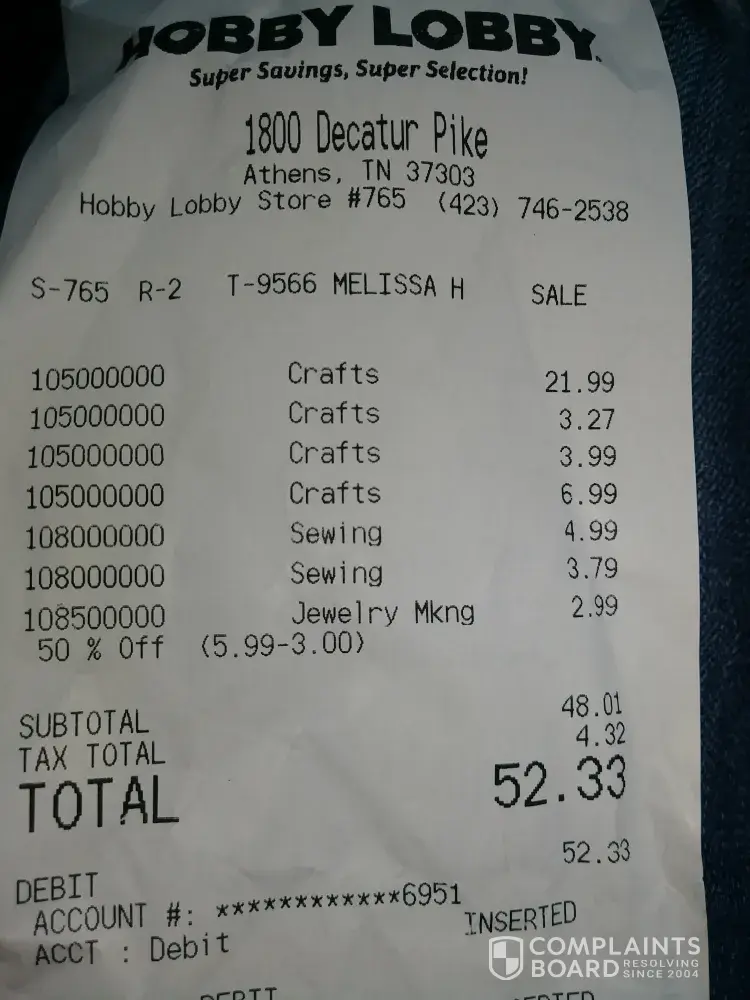 HOBBY LOBBY.
Super Savings, Super Selection!
1800 Decatur Pike
Athens, TN 37303
Hobby Lobby Store #765 (423) 746-2538
S-765 R-2 T-9566 MELISSA H SALE
105000000 Crafts 21.99
105000000 Crafts 3.27
105000000 Crafts 3.99
105000000 Crafts 6.99
108000000 Sewing 4.99
108000000 Sewing 3.79
108500000 Jewelry Mkng 2.99
50 % Off (5.99-3.00)
SUBTOTAL 48.01
TAX TOTAL 4.32
TOTAL 52.33
52.33
DEBIT
ACCOUNT #: ************6951
INSERTED
ACCT : Debit
COMPLAINTS
BOARD RESOLVING SINCE 2004
DEBIT